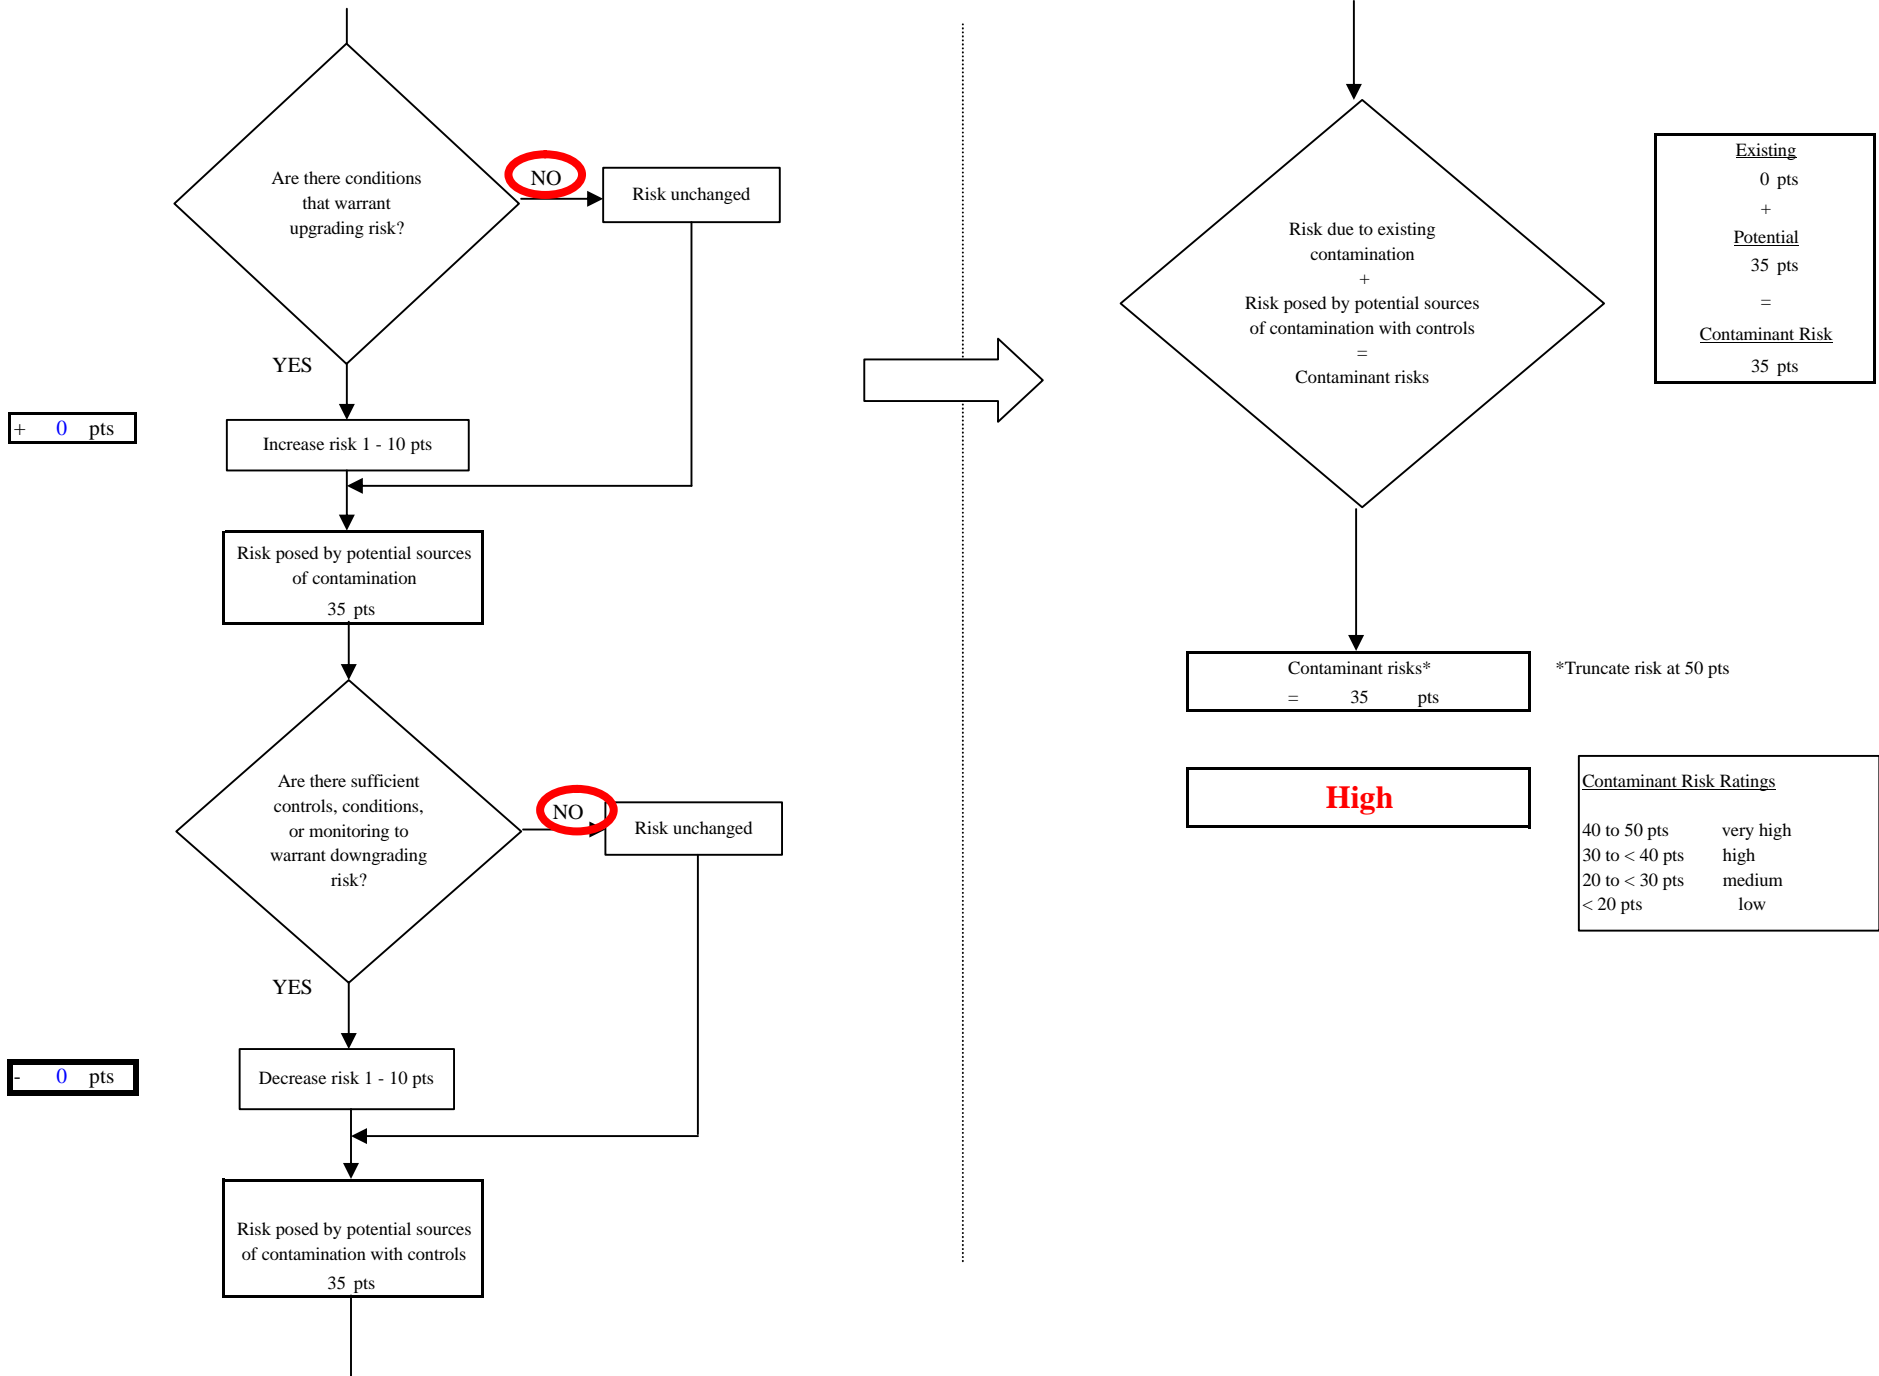 Are there conditions
that warrant
upgrading risk?
NO
Risk unchanged
YES
+ 0 pts
Increase risk 1 - 10 pts
Risk posed by potential sources
of contamination
35 pts
Are there sufficient
controls, conditions,
or monitoring to
warrant downgrading
risk?
NO
Risk unchanged
YES
- 0 pts
Decrease risk 1 - 10 pts
Risk posed by potential sources
of contamination with controls
35 pts
Risk due to existing
contamination
+
Risk posed by potential sources
of contamination with controls
=
Contaminant risks
Existing
0 pts
+
Potential
35 pts
=
Contaminant Risk
35 pts
Contaminant risks*
= 35 pts
*Truncate risk at 50 pts
High
Contaminant Risk Ratings
40 to 50 pts very high
30 to < 40 pts high
20 to < 30 pts medium
< 20 pts low